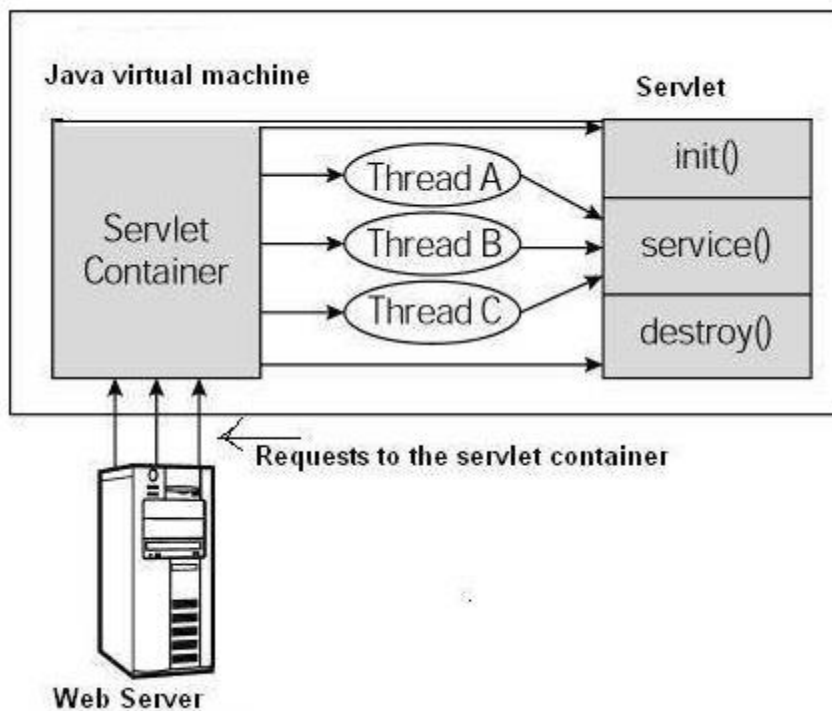 Java virtual machine
Servlet
Servlet
Container
Thread A
Thread B
Thread C
init()
service()
destroy()
Requests to the servlet container
Web Server